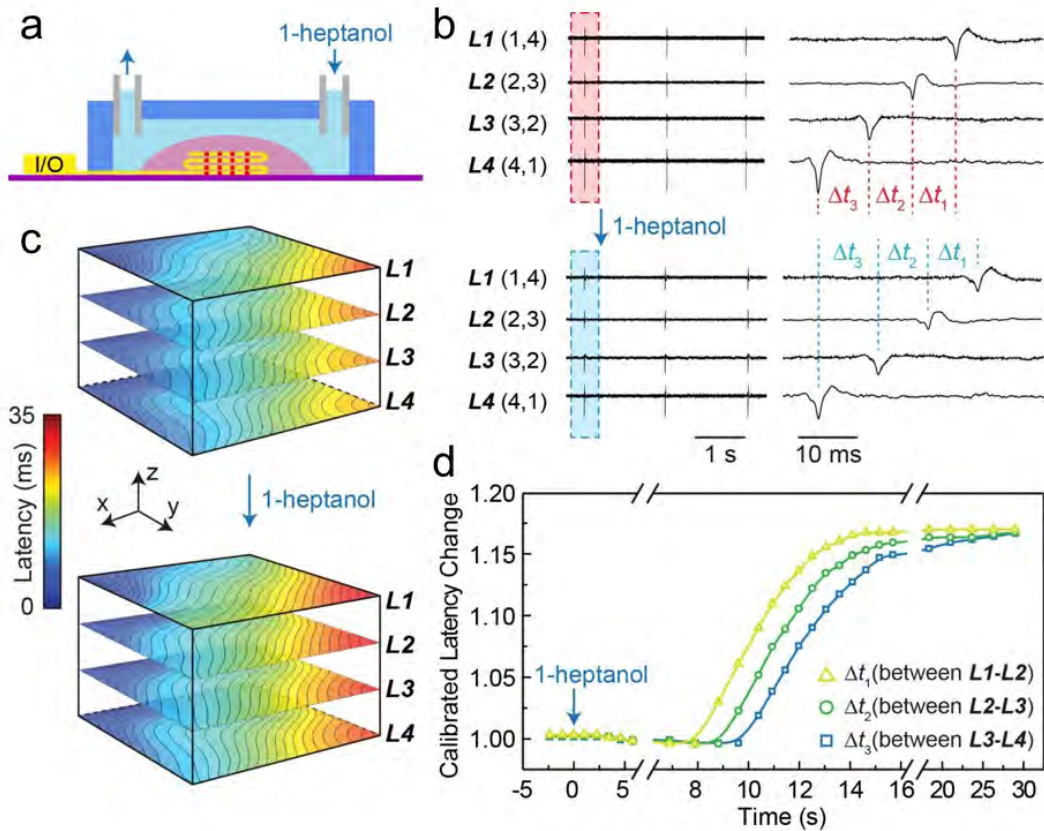 a
1-heptanol
I/O
b
L1 (1,4)
L2 (2,3)
L3 (3,2)
L4 (4,1)
Δt3 Δt2 Δt1
1-heptanol
Δt3 Δt2 Δt1
L1 (1,4)
L2 (2,3)
L3 (3,2)
L4 (4,1)
1 s
10 ms
c
L1
L2
L3
L4
35
Latency (ms)
0
z
x
y
1-heptanol
L1
L2
L3
L4
d
Calibrated Latency Change
1.20
1.15
1.10
1.05
1.00
1-heptanol
Δt1(between L1-L2)
Δt2(between L2-L3)
Δt3(between L3-L4)
-5 0 5 8 10 12 14 16 20 25 30
Time (s)